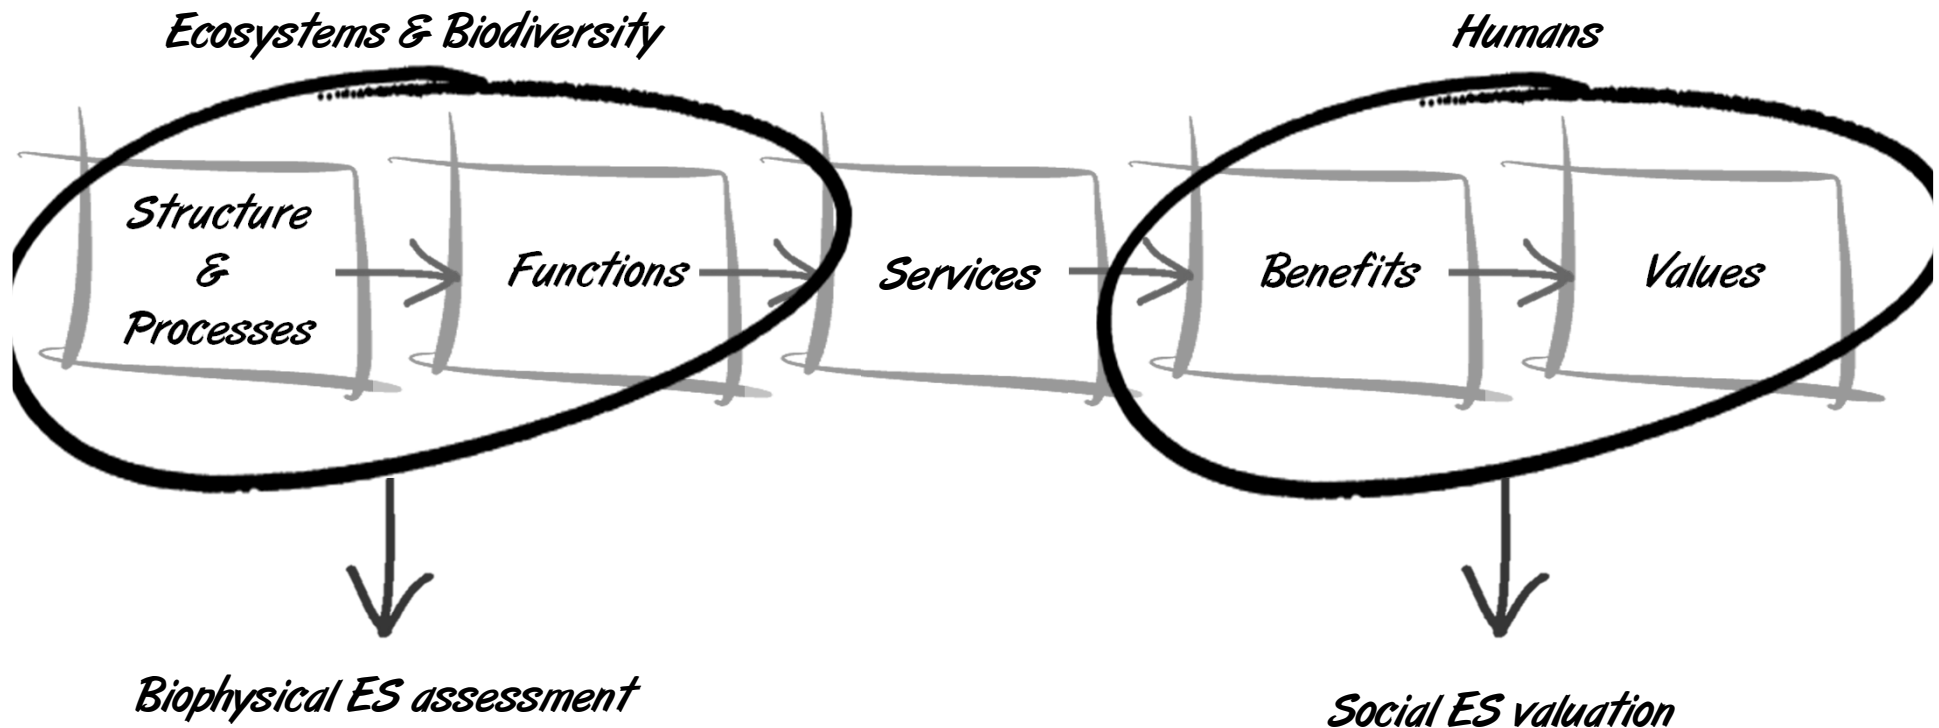 Ecosystems & Biodiversity
Humans
Structure
&
Processes
Functions
Services
Benefits
Values
Biophysical ES assessment
Social ES valuation